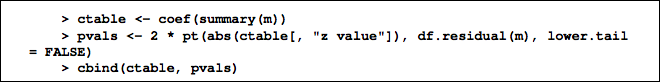 > ctable <- coef(summary(m))
> pvals <- 2 * pt(abs(ctable[, "z value"]), df.residual(m), lower.tail
= FALSE)
> cbind(ctable, pvals)